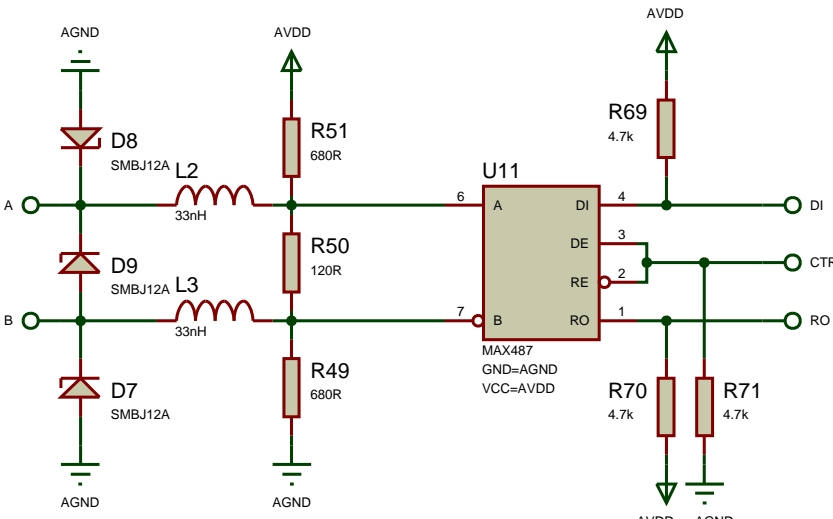 AVDD
AGND
AVDD
R69
4.7k
R51
680R
D8
SMBJ12A
L2
33nH
U11
A
6
A
DI
4
DI
DE
3
R50
120R
D9
SMBJ12A
CTR
RE
2
L3
33nH
B
7
B
RO
1
RO
MAX487
GND=AGND
VCC=AVDD
R49
680R
D7
SMBJ12A
R70
4.7k
R71
4.7k
AGND
AGND
AVDD
AGND